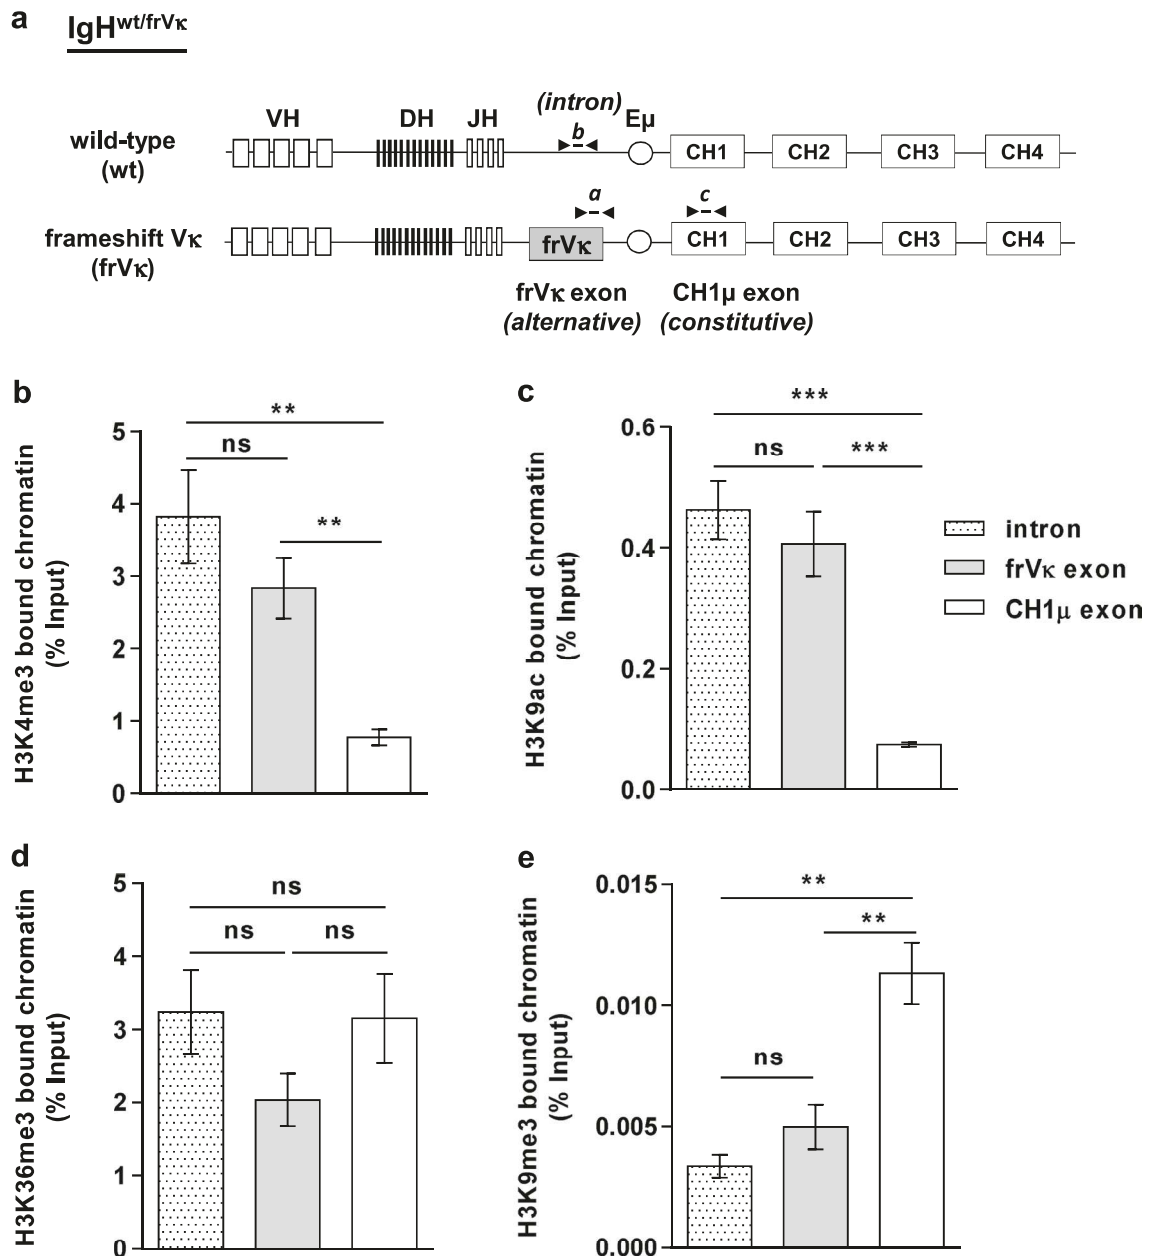 a
IgHwt/frVκ
(intron)
VH DH JH b Eµ
wild-type
(wt)
CH1 CH2 CH3 CH4
a c
frameshift Vκ
(frVκ)
frVκ CH1 CH2 CH3 CH4
frVκ exon CH1µ exon
(alternative) (constitutive)
b
H3K4me3 bound chromatin
(% Input)
5
4
3
2
1
0
**
ns
**
c
H3K9ac bound chromatin
(% Input)
0.6
0.4
0.2
0.0
***
ns ***
intron
frVκ exon
CH1µ exon
d
H3K36me3 bound chromatin
(% Input)
5
4
3
2
1
0
ns
ns ns
e
H3K9me3 bound chromatin
(% Input)
0.015
0.010
0.005
0.000
**
**
ns